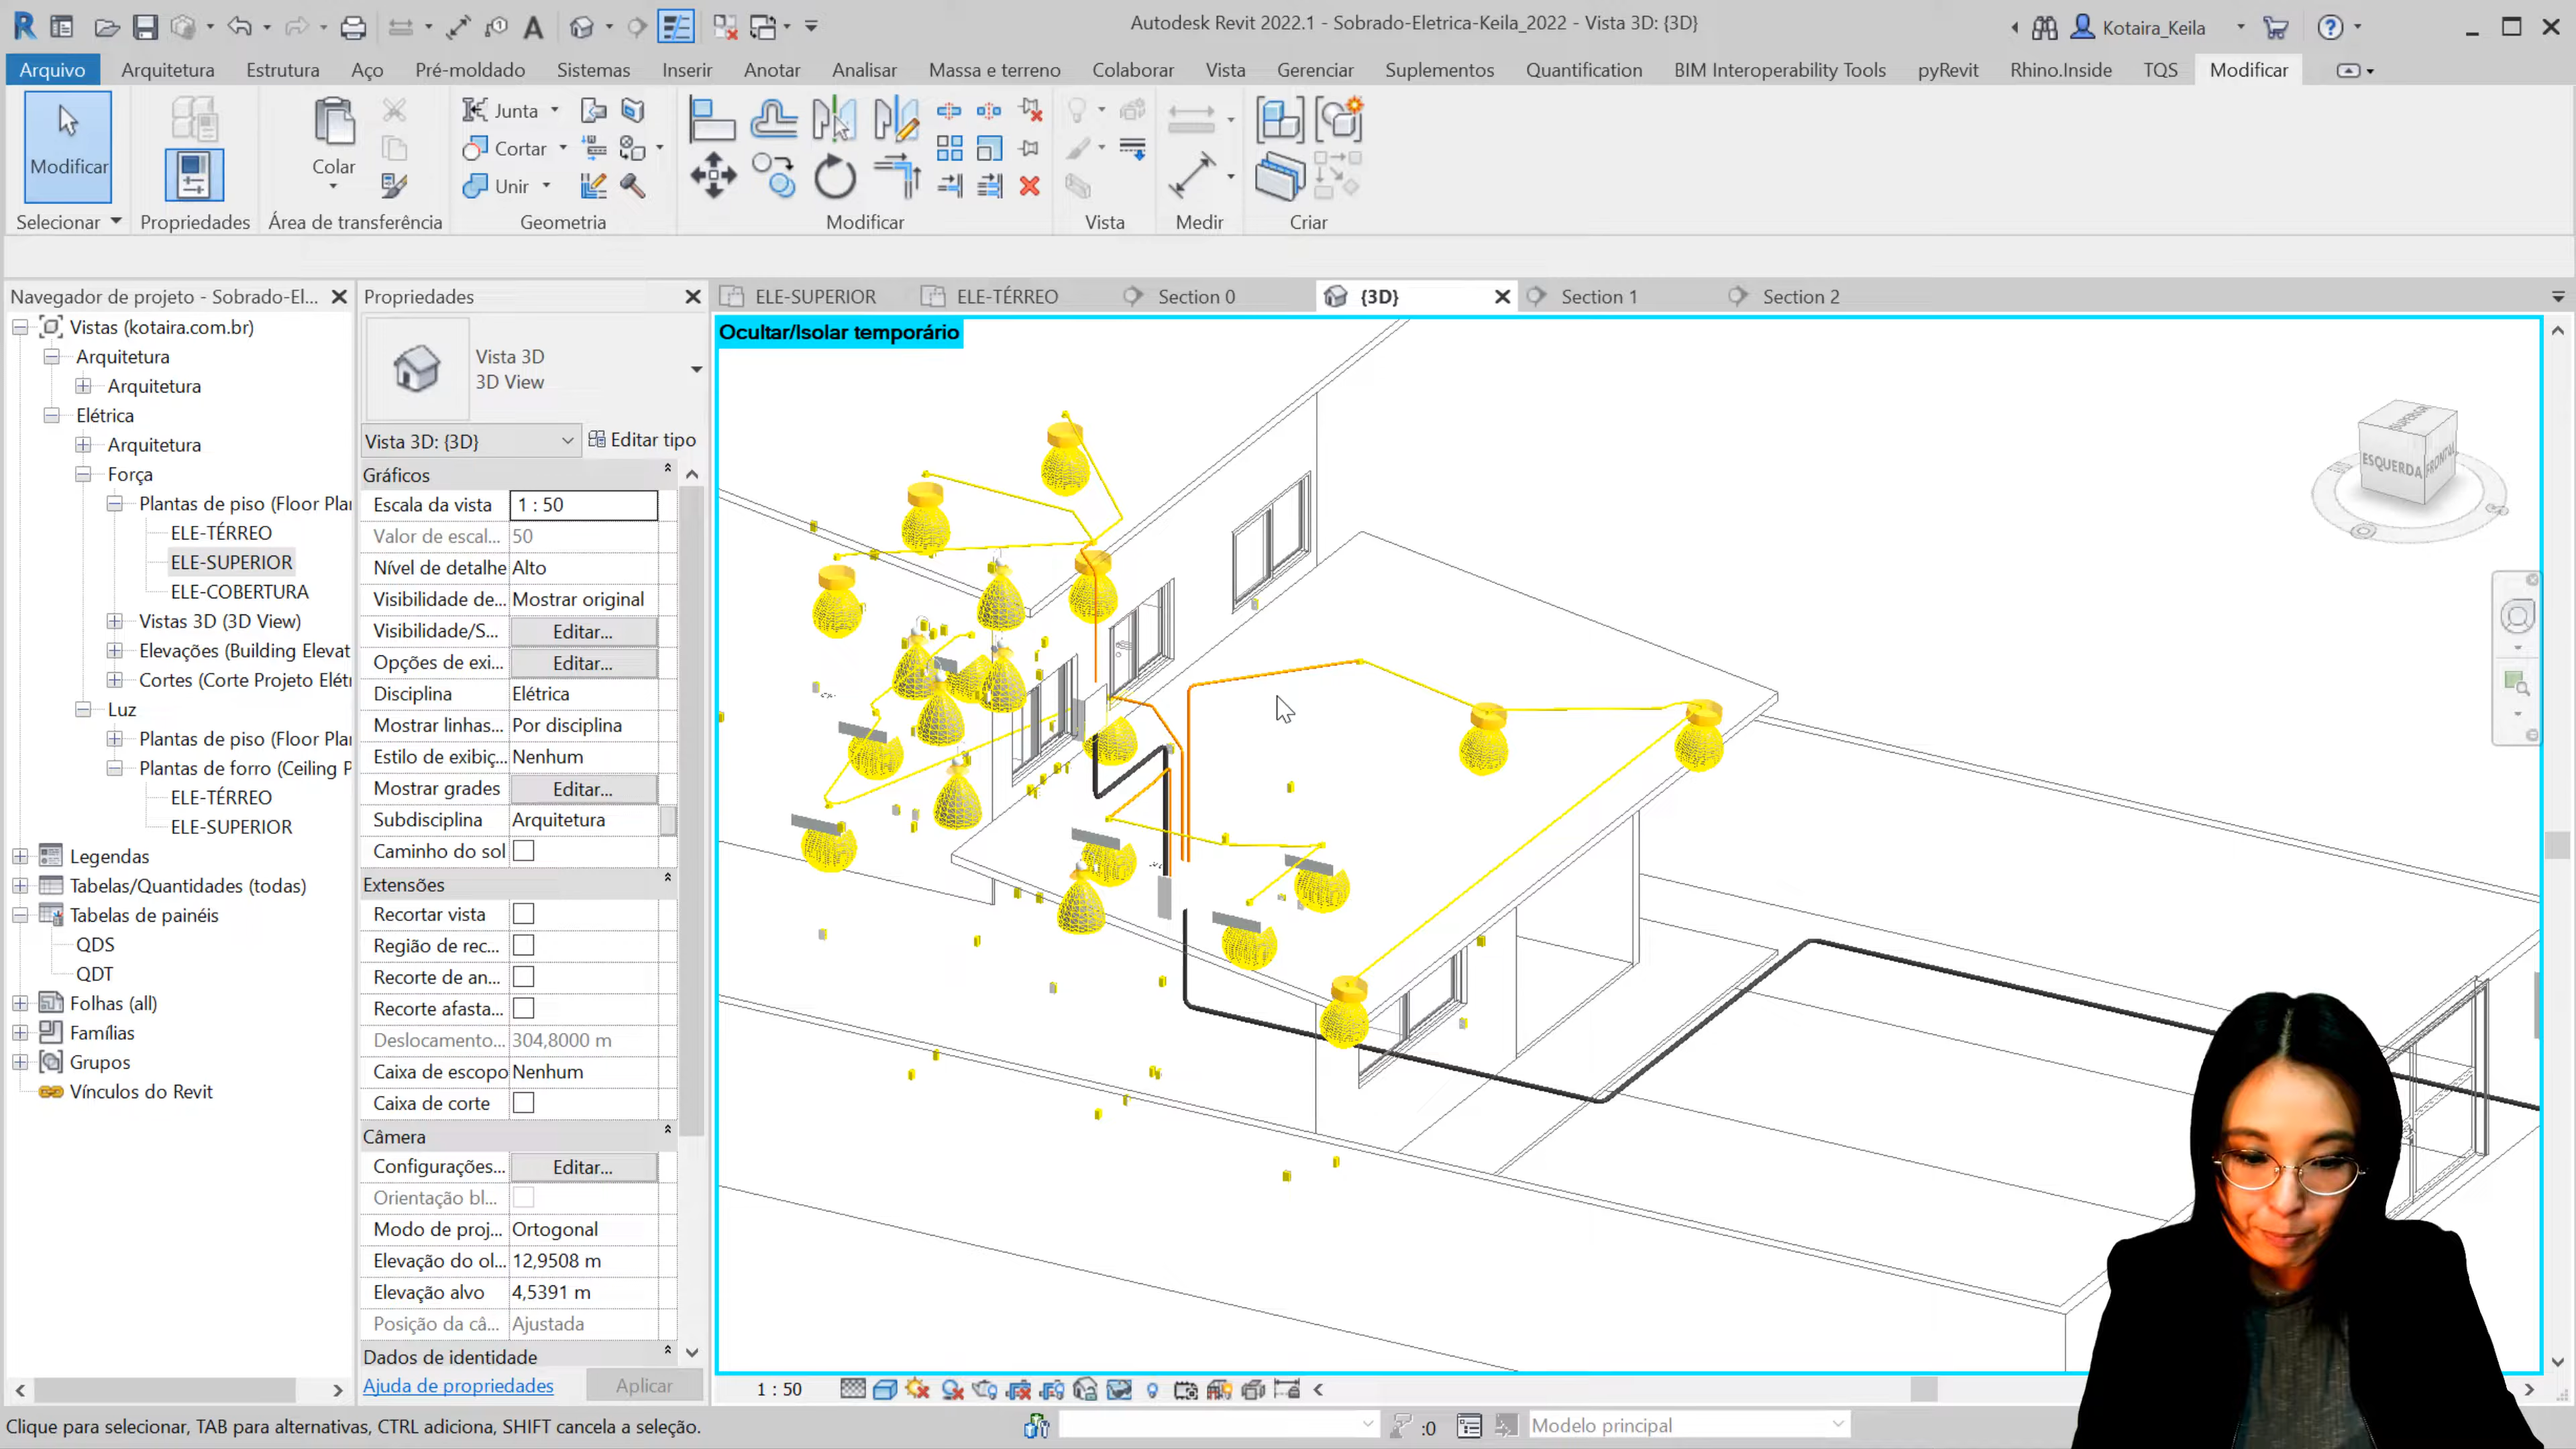 Autodesk Revit 2022.1 - Sobrado-Eletrica-Keila_2022 - Vista 3D: {3D}
Kotaira_Keila
Arquivo Arquitetura Estrutura Aço Pré-moldado Sistemas Inserir Anotar Analisar Massa e terreno Colaborar Vista Gerenciar Suplementos Quantification BIM Interoperability Tools pyRevit Rhino.Inside TQS Modificar
Modificar
Colar
Junta
Cortar
Unir
Selecionar Propriedades Área de transferência Geometria Modificar Vista Medir Criar
Navegador de projeto - Sobrado-El...
Vistas (kotaira.com.br)
Arquitetura
Arquitetura
Elétrica
Arquitetura
Força
Plantas de piso (Floor Plan
ELE-TÉRREO
ELE-SUPERIOR
ELE-COBERTURA
Vistas 3D (3D View)
Elevações (Building Elevat
Cortes (Corte Projeto Elétr
Luz
Plantas de piso (Floor Plan
Plantas de forro (Ceiling P
ELE-TÉRREO
ELE-SUPERIOR
Legendas
Tabelas/Quantidades (todas)
Tabelas de painéis
QDS
QDT
Folhas (all)
Famílias
Grupos
Vínculos do Revit
Propriedades
Vista 3D
3D View
Vista 3D: {3D} Editar tipo
Gráficos
Escala da vista 1 : 50
Valor de escal... 50
Nível de detalhe Alto
Visibilidade de... Mostrar original
Visibilidade/S... Editar...
Opções de exi... Editar...
Disciplina Elétrica
Mostrar linhas... Por disciplina
Estilo de exibiç... Nenhum
Mostrar grades Editar...
Subdisciplina Arquitetura
Caminho do sol
Extensões
Recortar vista
Região de rec...
Recorte de an...
Recorte afasta...
Deslocamento... 304,8000 m
Caixa de escopo Nenhum
Caixa de corte
Câmera
Configurações... Editar...
Orientação bl...
Modo de proj... Ortogonal
Elevação do ol... 12,9508 m
Elevação alvo 4,5391 m
Posição da câ... Ajustada
Dados de identidade
Ajuda de propriedades Aplicar
ELE-SUPERIOR ELE-TÉRREO Section 0 {3D} Section 1 Section 2
Ocultar/Isolar temporário
SUPERIOR
ESQUERDA
FRONTAL
1 : 50
Clique para selecionar, TAB para alternativas, CTRL adiciona, SHIFT cancela a seleção.
:0
Modelo principal